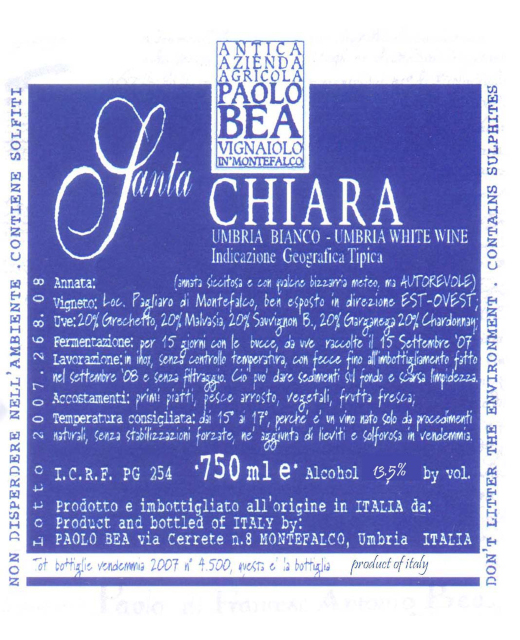 ANTICA
AZIENDA
AGRICOLA
PAOLO
BEA
VIGNAIOLO
IN MONTEFALCO
Santa
CHIARA
UMBRIA BIANCO - UMBRIA WHITE WINE
Indicazione Geografica Tipica
Annata: (annata siccitosa e con qualche bizzarria meteo, ma AUTOREVOLE)
Vigneto: Loc. Pagliaro di Montefalco, ben esposto in direzione EST-OVEST;
Uve: 20% Grechetto, 20% Malvasia, 20% Sauvignon B., 20% Garganega 20% Chardonnay;
Fermentazione: per 15 giorni con le bucce, da uve raccolte il 15 Settembre '07
Lavorazione: in inox, senza controllo temperatura, con fecce fino all'imbottigliamento fatto
nel settembre '08 e senza filtraggio. Ciò può dare sedimenti sul fondo e scarsa limpidezza.
Accostamenti: primi piatti, pesce arrosto, vegetali, frutta fresca;
Temperatura consigliata: dai 15° ai 17°, perchè e' un vino nato solo da procedimenti
naturali, senza stabilizzazioni forzate, ne' aggiunta di lieviti e solforosa in vendemmia.
I.C.R.F. PG 254 ·750 ml e· Alcohol 13,5% by vol.
Prodotto e imbottigliato all'origine in ITALIA da:
Product and bottled of ITALY by:
PAOLO BEA via Cerrete n.8 MONTEFALCO, Umbria ITALIA
Tot bottiglie vendemmia 2007 n° 4.500, questa e' la bottiglia product of italy
NON DISPERDERE NELL'AMBIENTE . CONTIENE SOLFITI
Lotto 2007.268.08
DON'T LITTER THE ENVIRONMENT . CONTAINS SULPHITES